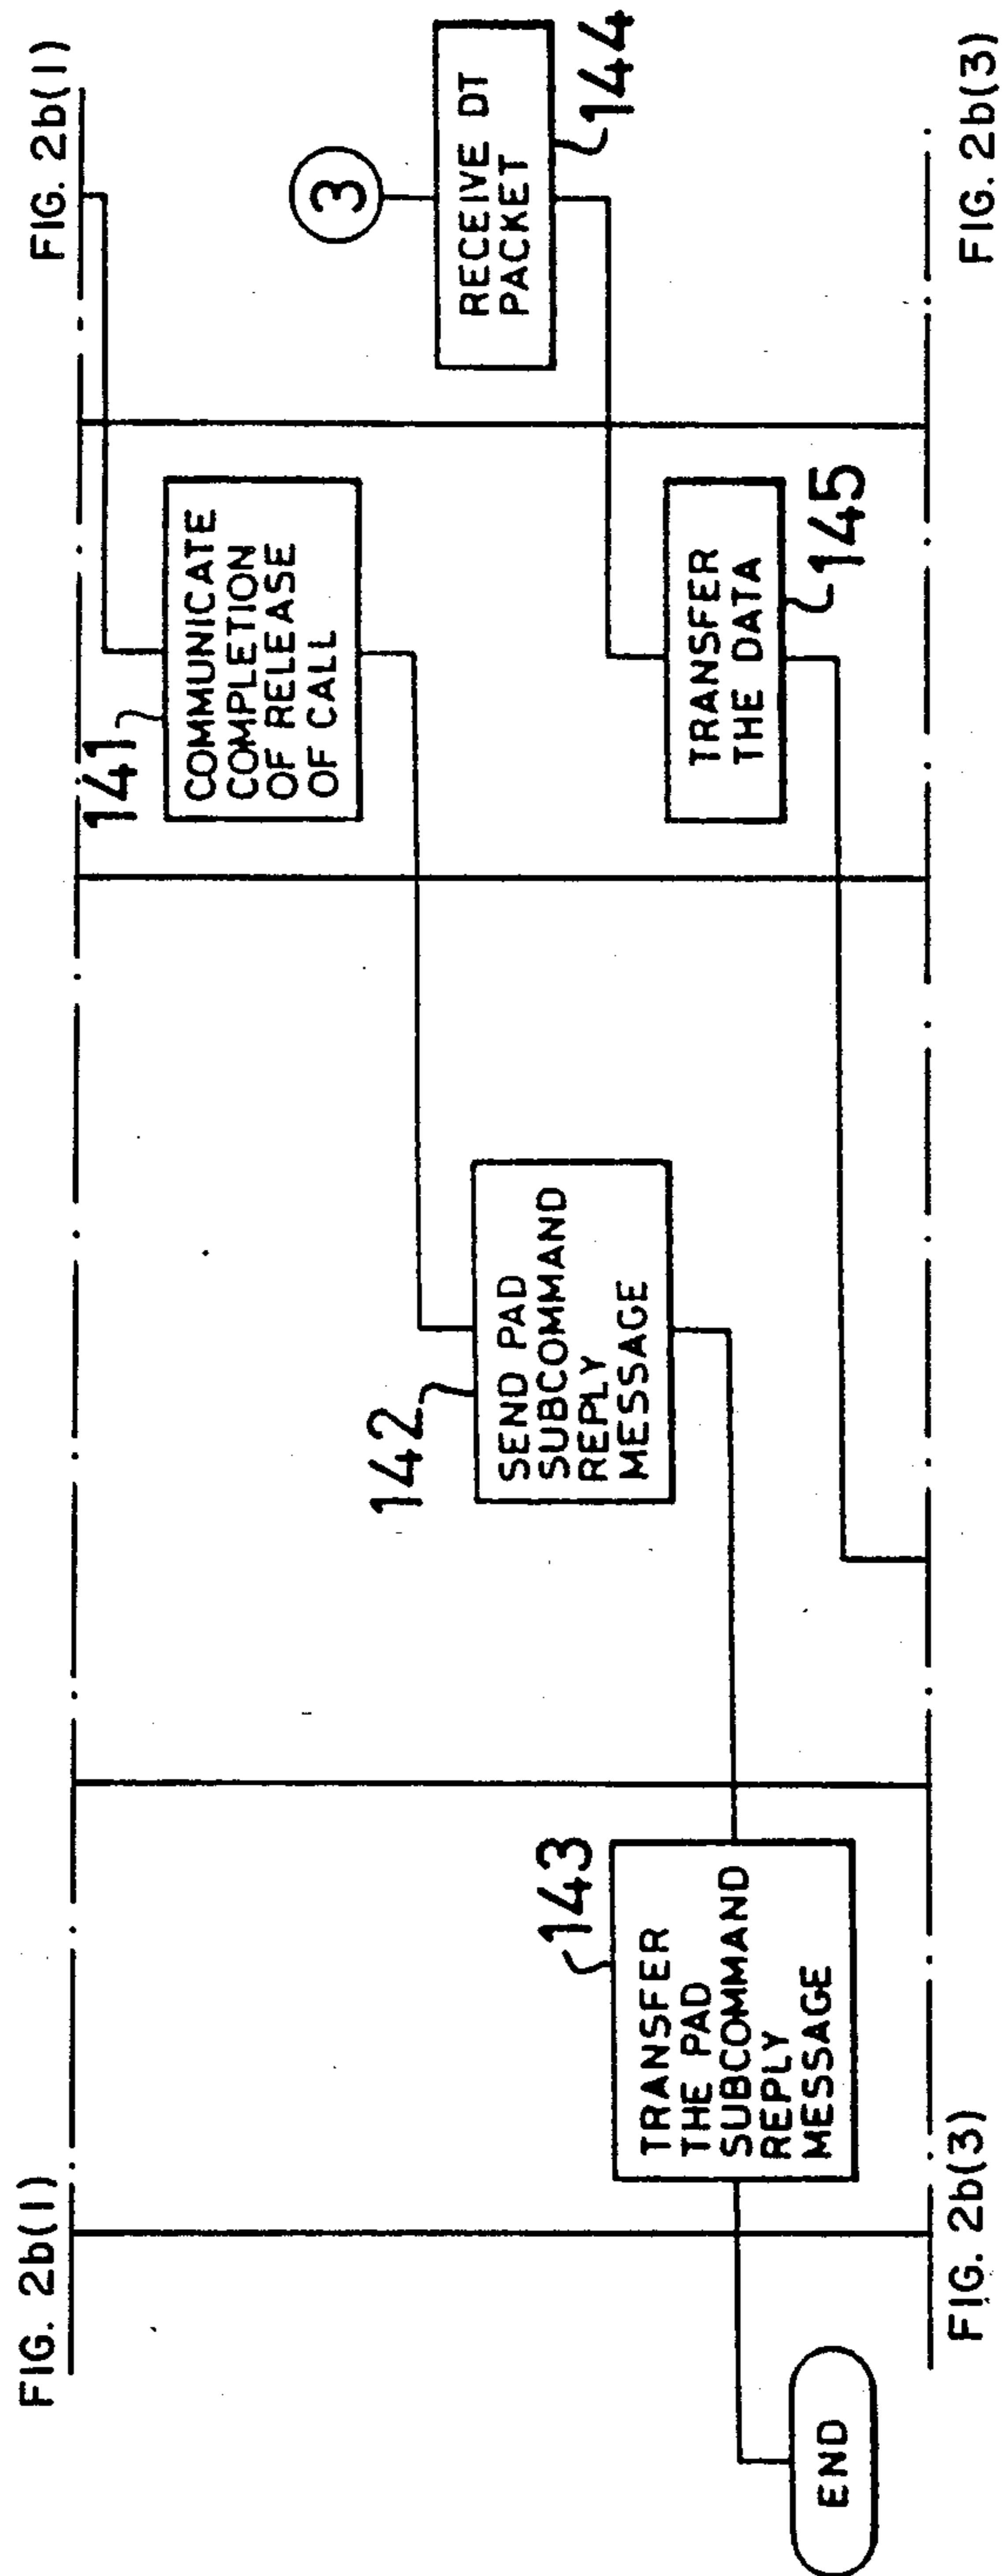 FIG. 2b(1)
FIG. 2b(1)
141
COMMUNICATE
COMPLETION
OF RELEASE
OF CALL
3
RECEIVE DT
PACKET
144
142
SEND PAD
SUBCOMMAND
REPLY
MESSAGE
143
TRANSFER
THE PAD
SUBCOMMAND
REPLY
MESSAGE
TRANSFER
THE DATA
145
END
FIG. 2b(3)
FIG. 2b(3)